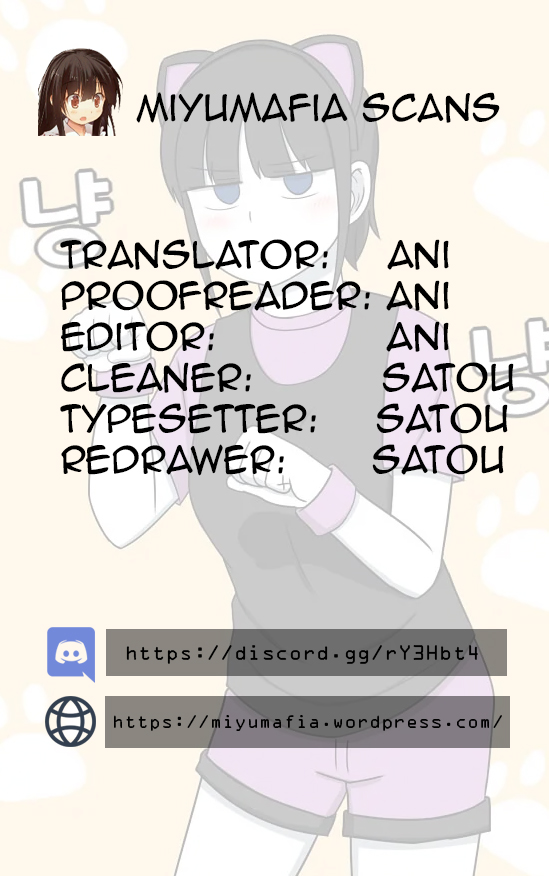 MIYUMAFIA SCANS
냥
TRANSLATOR: ANI
PROOFREADER: ANI
EDITOR: ANI
냥
CLEANER: SATOU
TYPESETTER: SATOU
REDRAWER: SATOU
https://discord.gg/rY3Hbt4
https://miyumafia.wordpress.com/